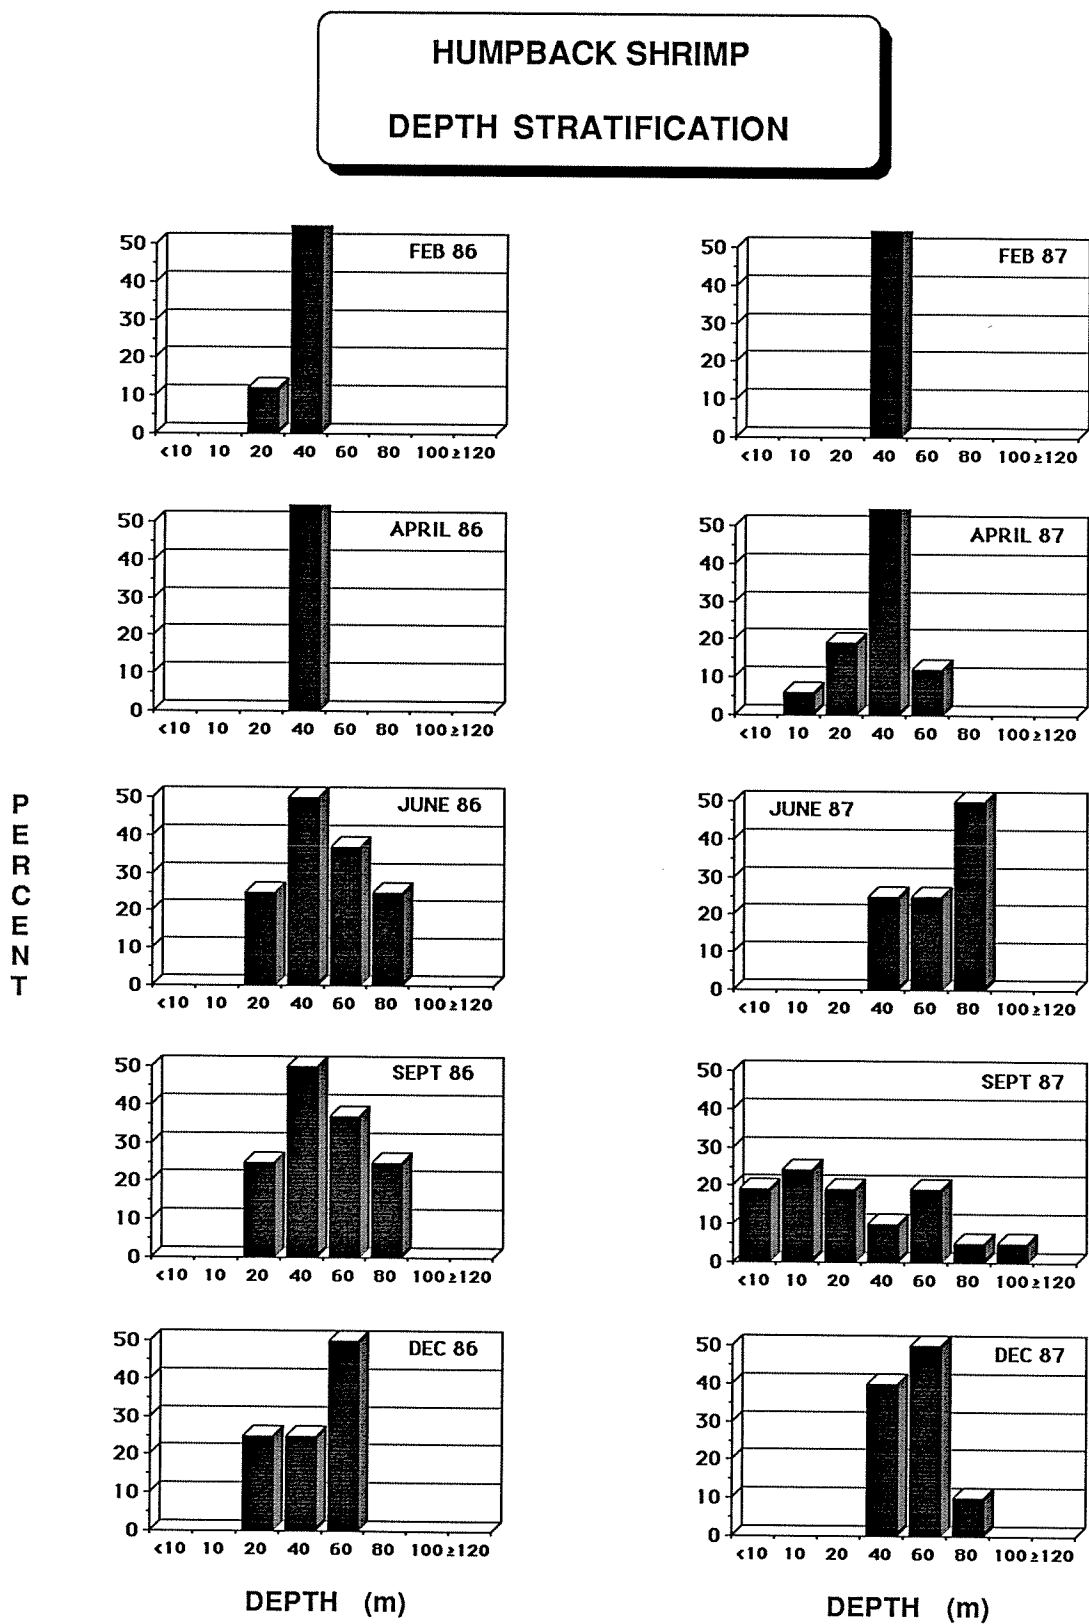 HUMPBACK SHRIMP
DEPTH STRATIFICATION
50
40
30
20
10
0
FEB 86
<10 10 20 40 60 80 100 ≥120
50
40
30
20
10
0
FEB 87
<10 10 20 40 60 80 100 ≥120
50
40
30
20
10
0
APRIL 86
<10 10 20 40 60 80 100 ≥120
50
40
30
20
10
0
APRIL 87
<10 10 20 40 60 80 100 ≥120
PERCENT
50
40
30
20
10
0
JUNE 86
<10 10 20 40 60 80 100 ≥120
50
40
30
20
10
0
JUNE 87
<10 10 20 40 60 80 100 ≥120
50
40
30
20
10
0
SEPT 86
<10 10 20 40 60 80 100 ≥120
50
40
30
20
10
0
SEPT 87
<10 10 20 40 60 80 100 ≥120
50
40
30
20
10
0
DEC 86
<10 10 20 40 60 80 100 ≥120
DEPTH (m)
50
40
30
20
10
0
DEC 87
<10 10 20 40 60 80 100 ≥120
DEPTH (m)